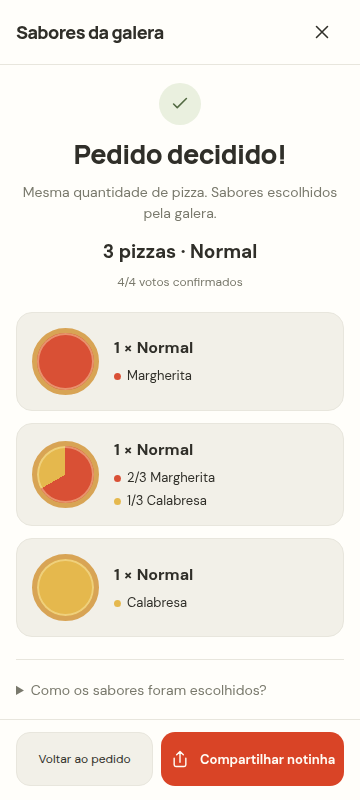 Sabores da galera
Pedido decidido!
Mesma quantidade de pizza. Sabores escolhidos
pela galera.
3 pizzas · Normal
4/4 votos confirmados
1 × Normal
Margherita
1 × Normal
2/3 Margherita
1/3 Calabresa
1 × Normal
Calabresa
Como os sabores foram escolhidos?
Voltar ao pedido
Compartilhar notinha